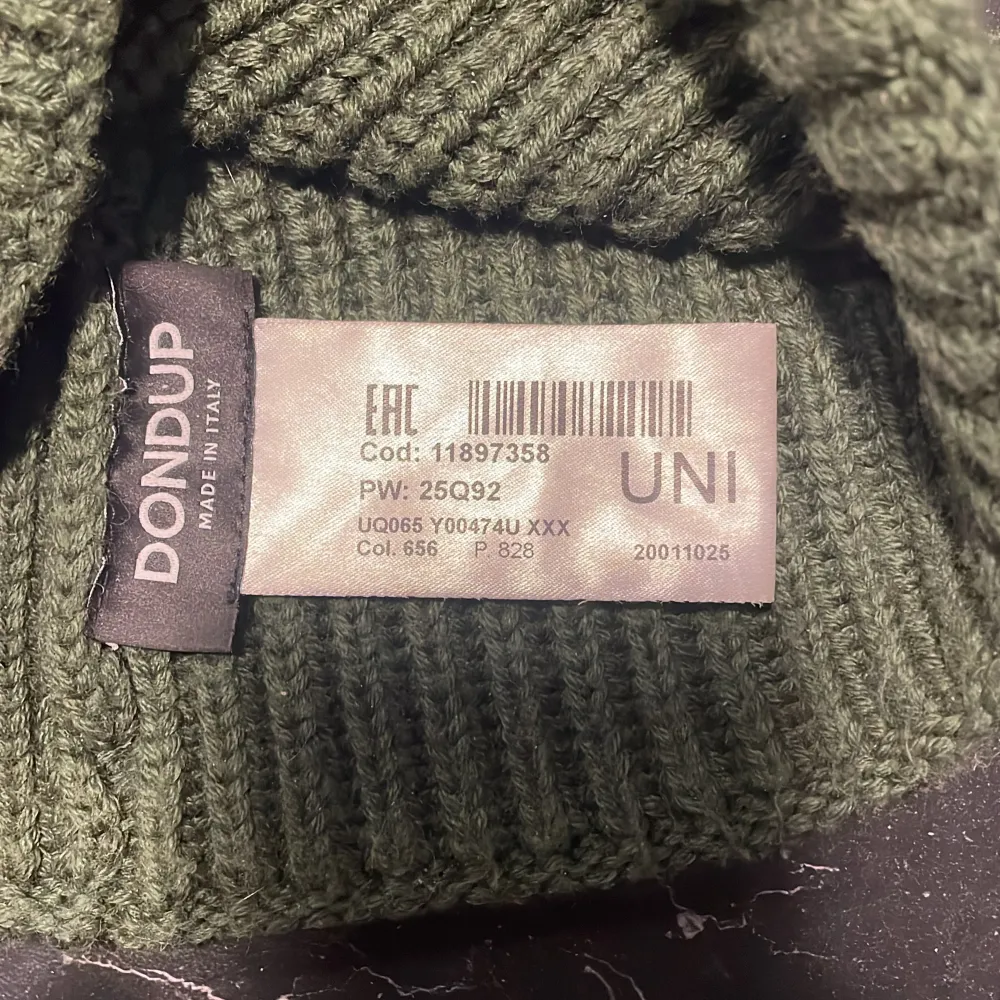 DONDUP
MADE IN ITALY
EAC
Cod: 11897358
PW: 25Q92
UNI
UQ065 Y00474U XXX
Col. 656 P. 828
20011025